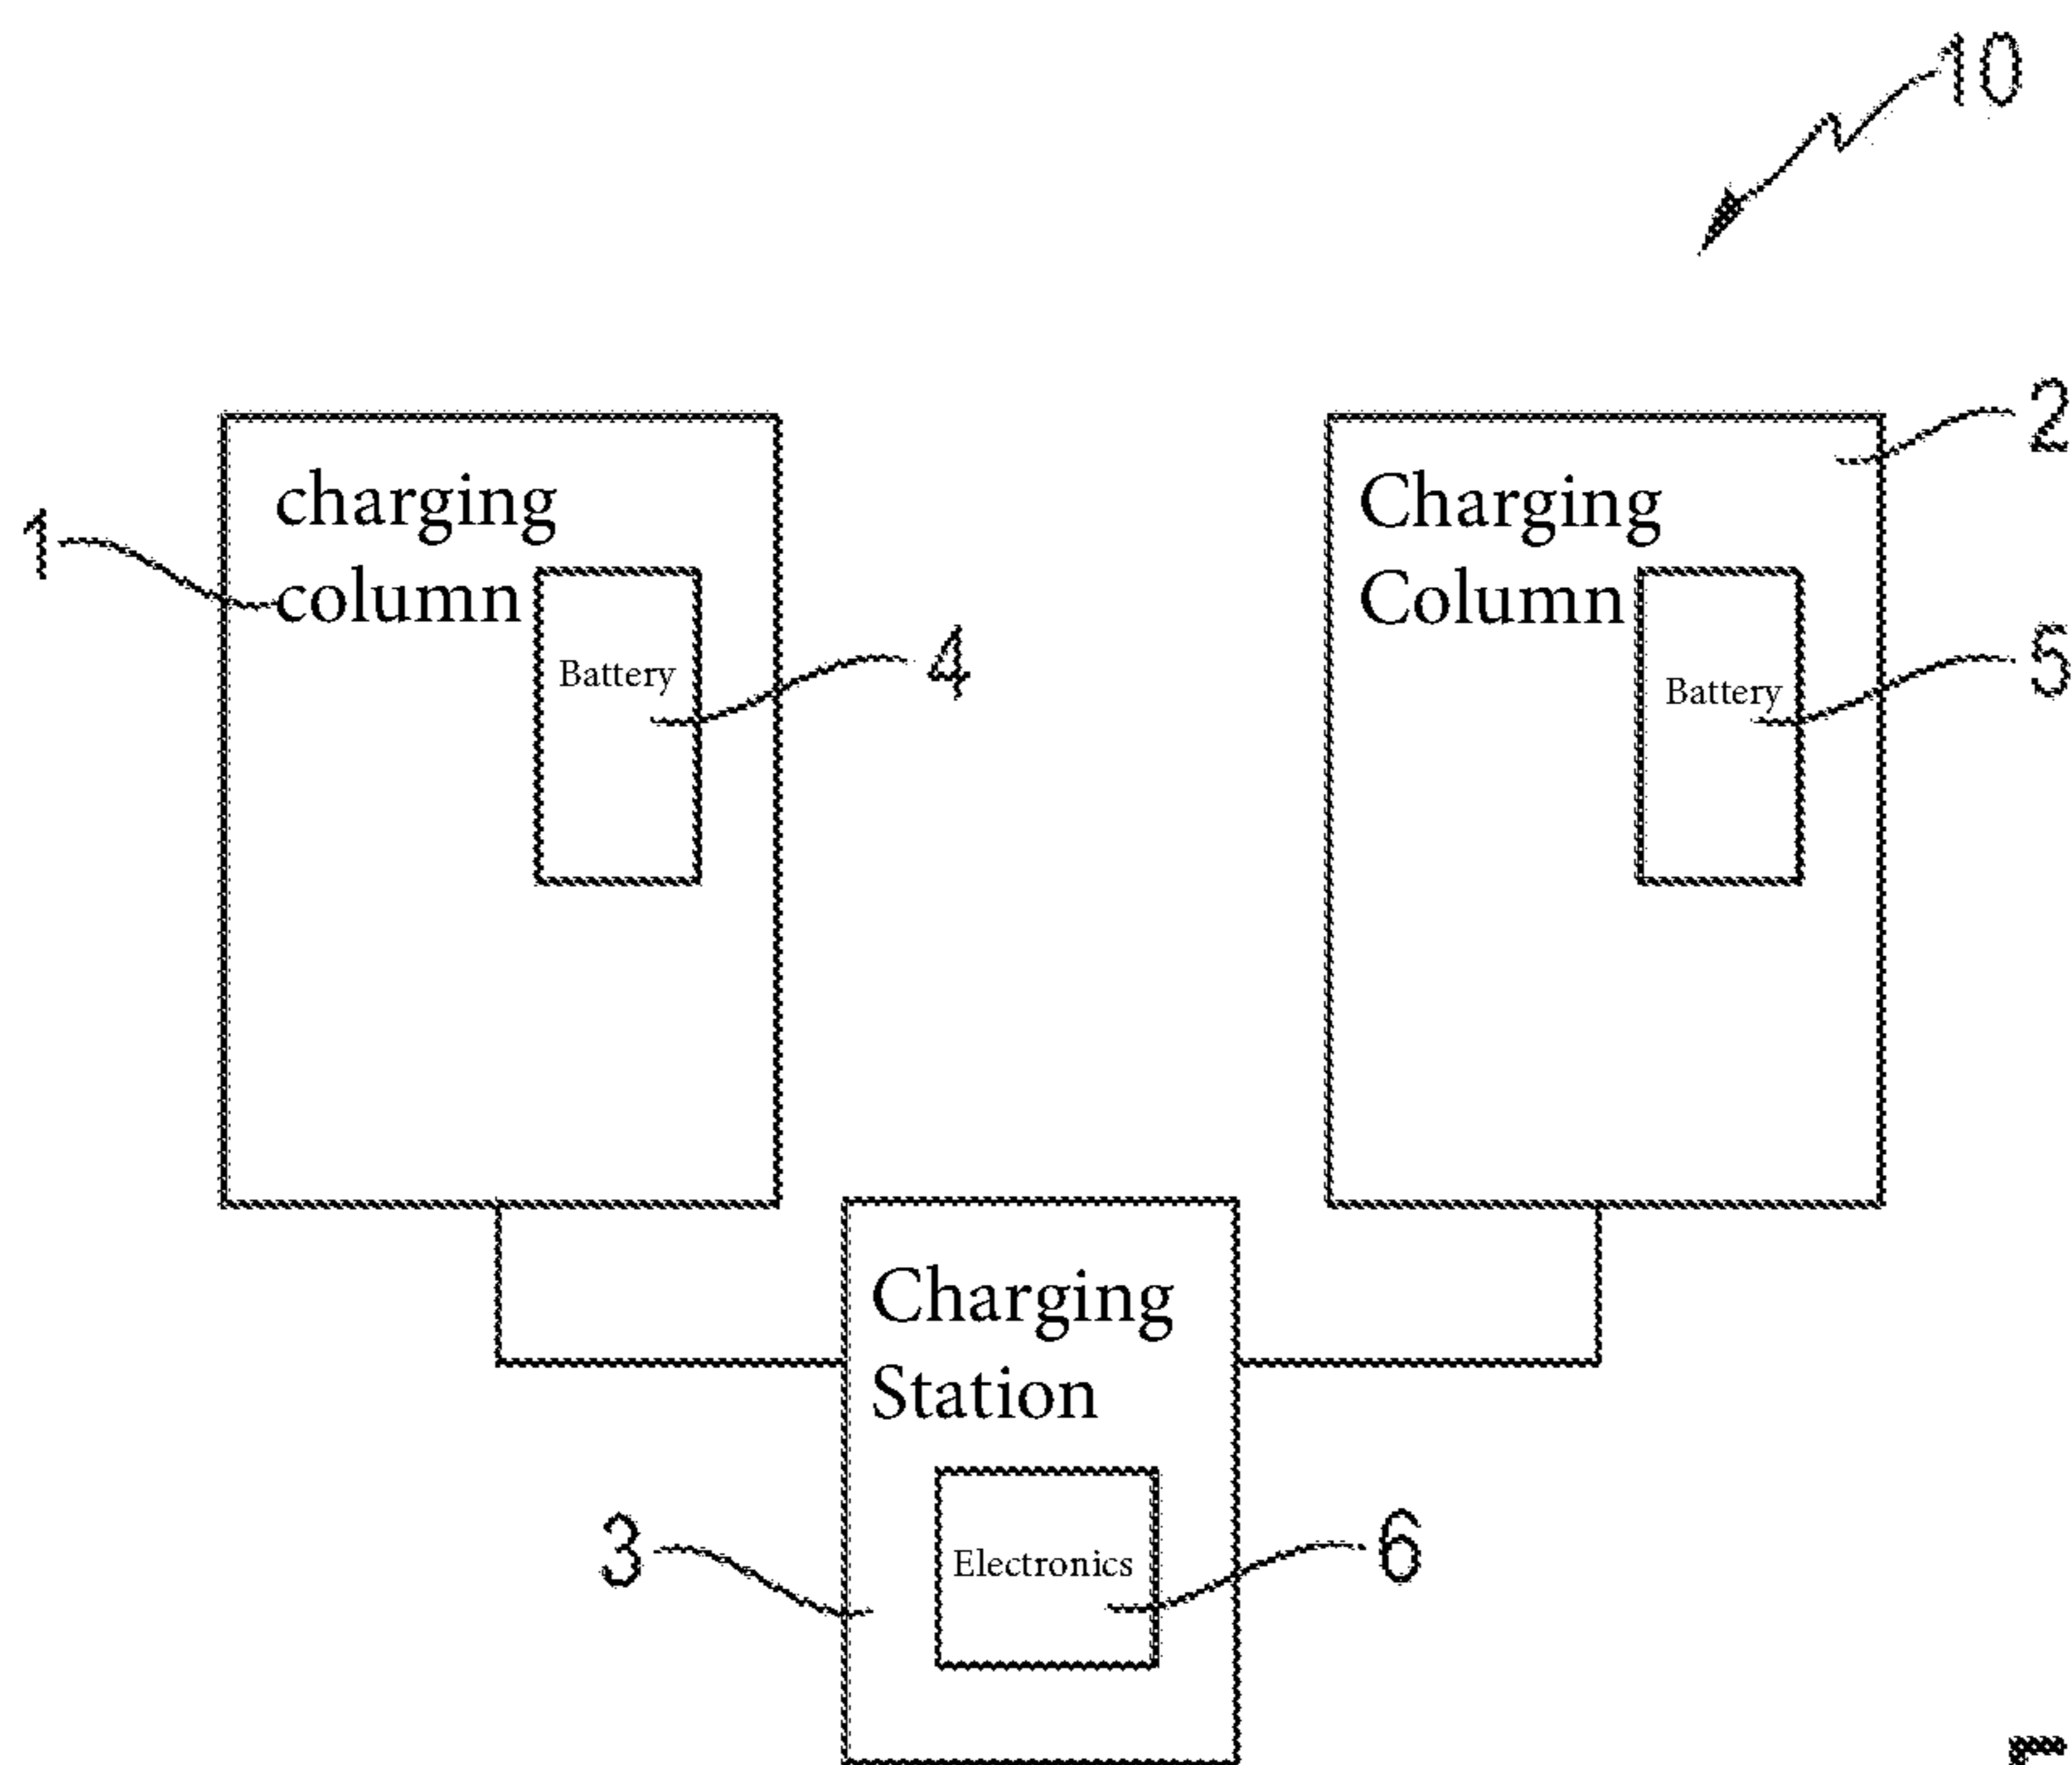 10
charging
column
1
Battery
4
Charging
Column
2
Battery
5
Charging
Station
3
Electronics
6